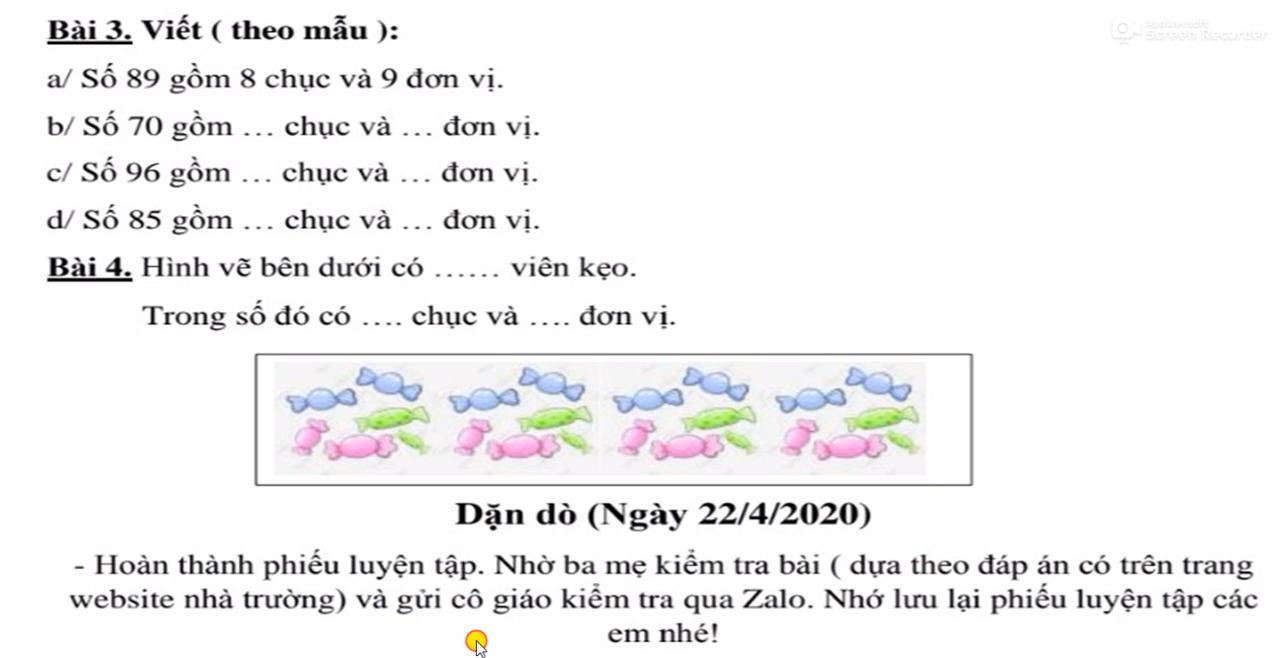 Bài 3. Viết ( theo mẫu ):
a/ Số 89 gồm 8 chục và 9 đơn vị.
b/ Số 70 gồm … chục và … đơn vị.
c/ Số 96 gồm … chục và … đơn vị.
d/ Số 85 gồm … chục và … đơn vị.
Bài 4. Hình vẽ bên dưới có …… viên kẹo.
Trong số đó có …. chục và …. đơn vị.
Dặn dò (Ngày 22/4/2020)
- Hoàn thành phiếu luyện tập. Nhờ ba mẹ kiểm tra bài ( dựa theo đáp án có trên trang
website nhà trường) và gửi cô giáo kiểm tra qua Zalo. Nhớ lưu lại phiếu luyện tập các
em nhé!
Apowersoft
Screen Recorder